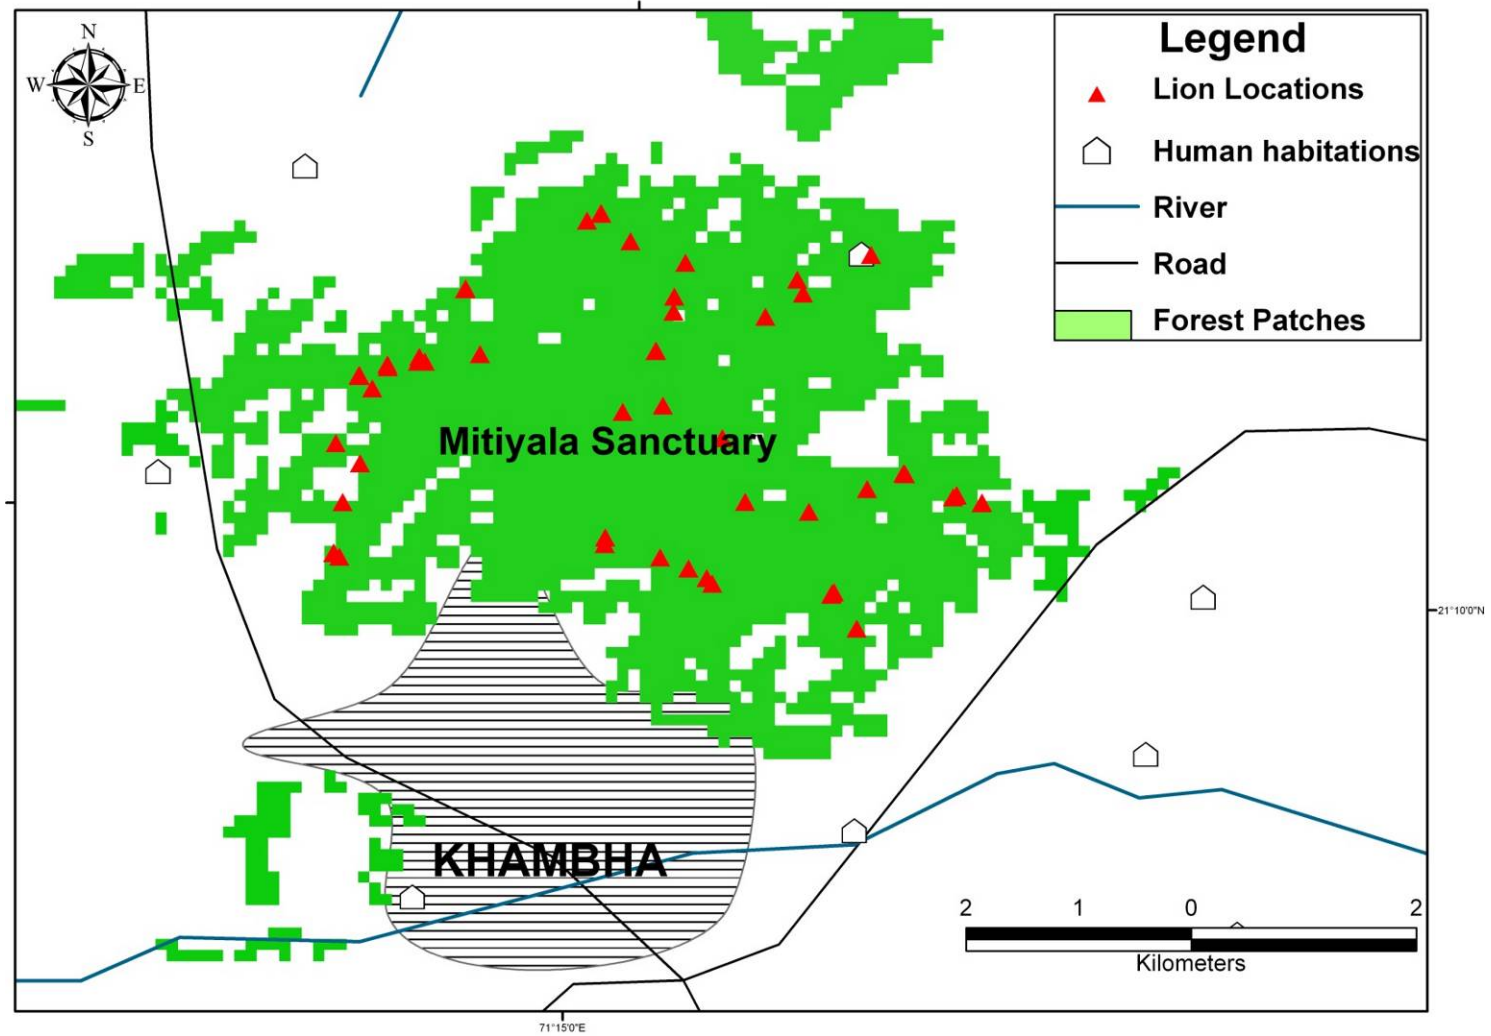 N
W E
S
Legend
Lion Locations
Human habitations
River
Road
Forest Patches
Mitiyala Sanctuary
21°10'0"N
KHAMBHA
2 1 0 2
Kilometers
71°15'0"E